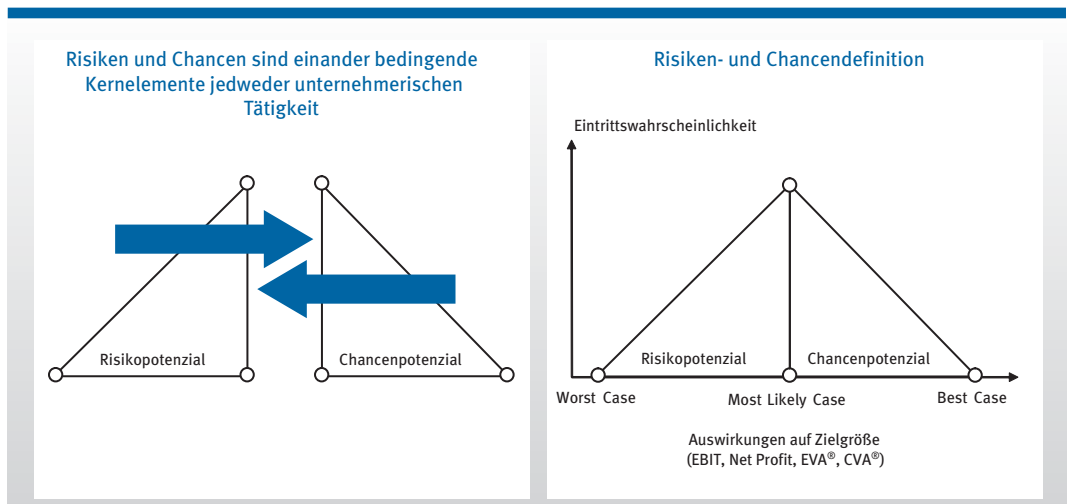 Risiken und Chancen sind einander bedingende
Kernelemente jedweder unternehmerischen
Tätigkeit
Risikopotenzial
Chancenpotenzial
Risiken- und Chancendefinition
Eintrittswahrscheinlichkeit
Risikopotenzial
Chancenpotenzial
Worst Case
Most Likely Case
Best Case
Auswirkungen auf Zielgröße
(EBIT, Net Profit, EVA®, CVA®)